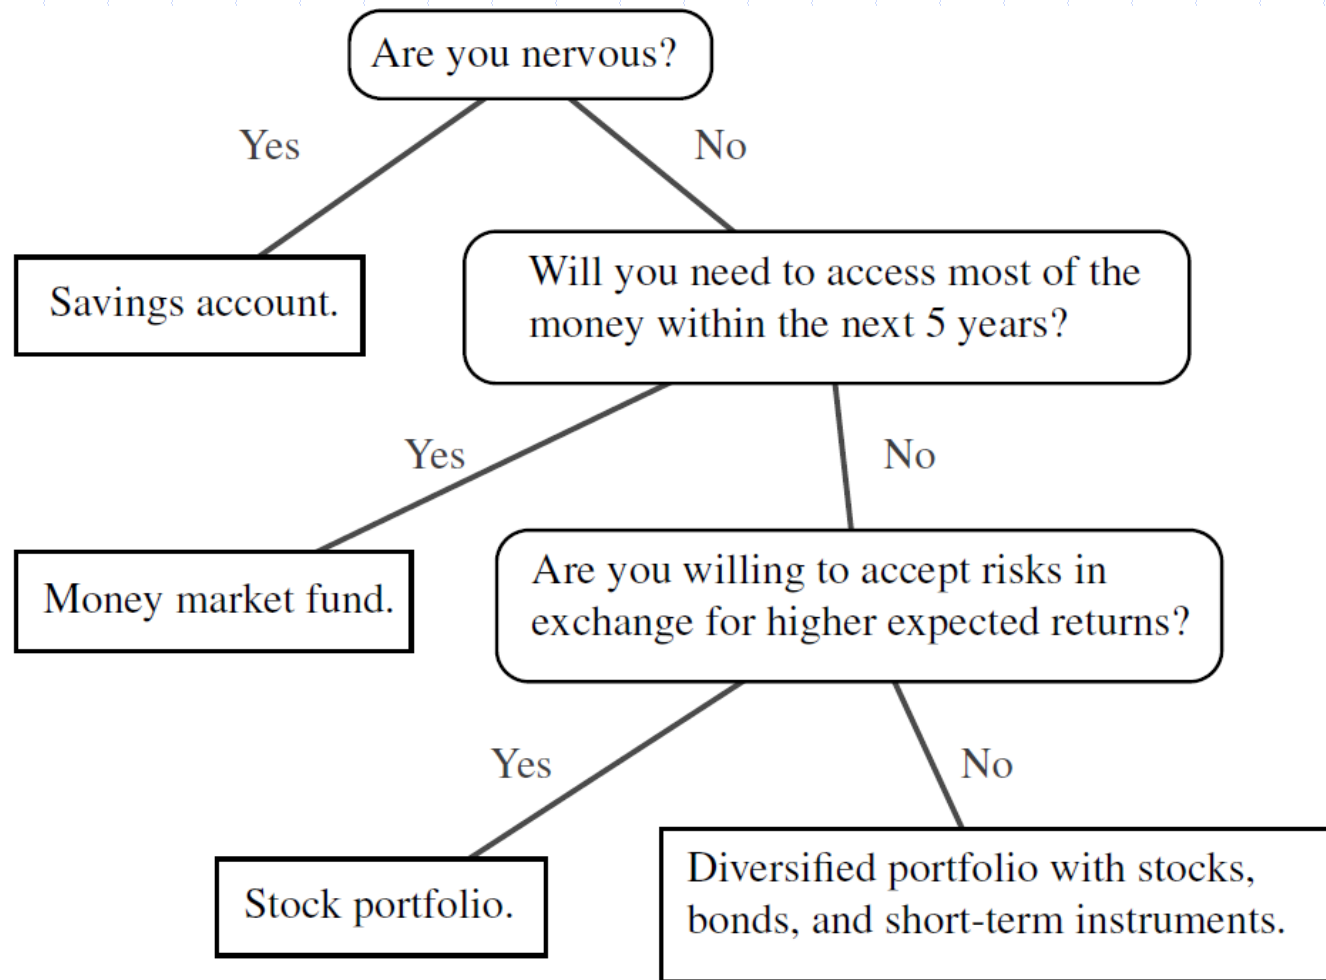 Are you nervous?
Yes
No
Savings account.
Will you need to access most of the
money within the next 5 years?
Yes
No
Money market fund.
Are you willing to accept risks in
exchange for higher expected returns?
Yes
No
Stock portfolio.
Diversified portfolio with stocks,
bonds, and short-term instruments.